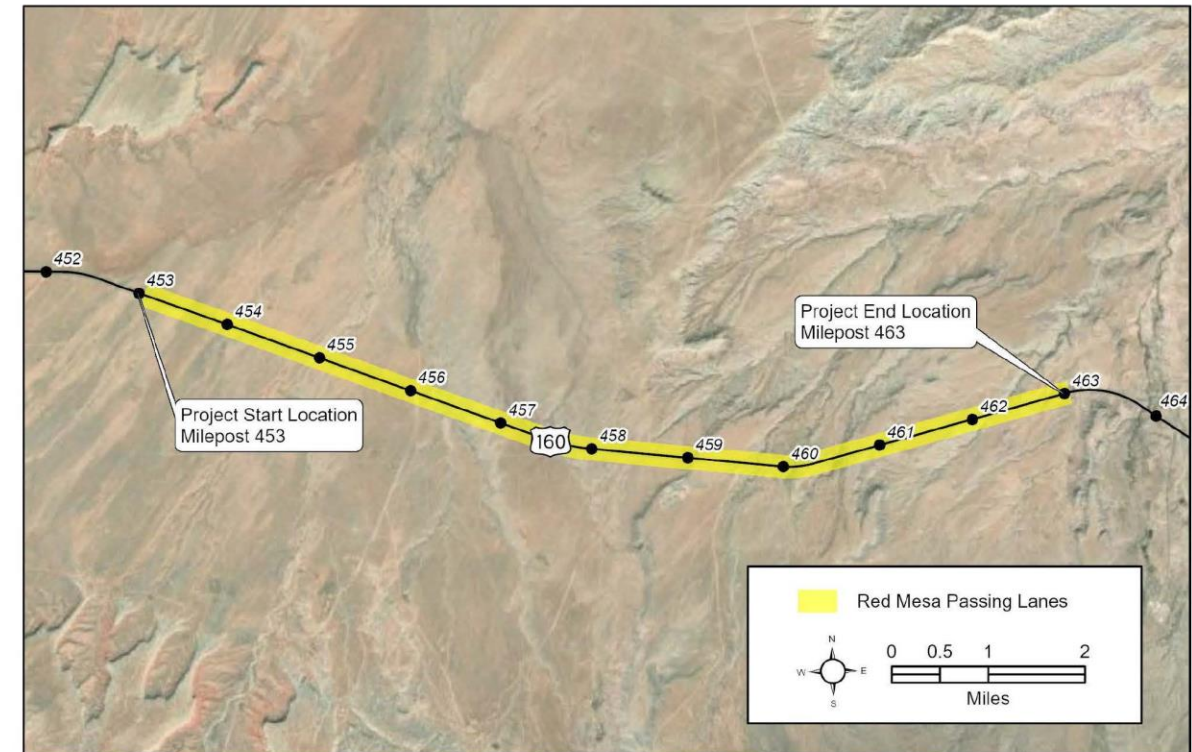 452
453
454
455
456
457
160
458
459
460
461
462
463
464
Project Start Location
Milepost 453
Project End Location
Milepost 463
Red Mesa Passing Lanes
N
W E
S
0 0.5 1 2
Miles